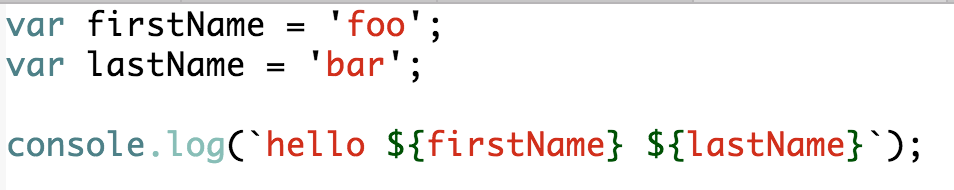 var firstName = 'foo';
var lastName = 'bar';
console.log(`hello ${firstName} ${lastName}`);